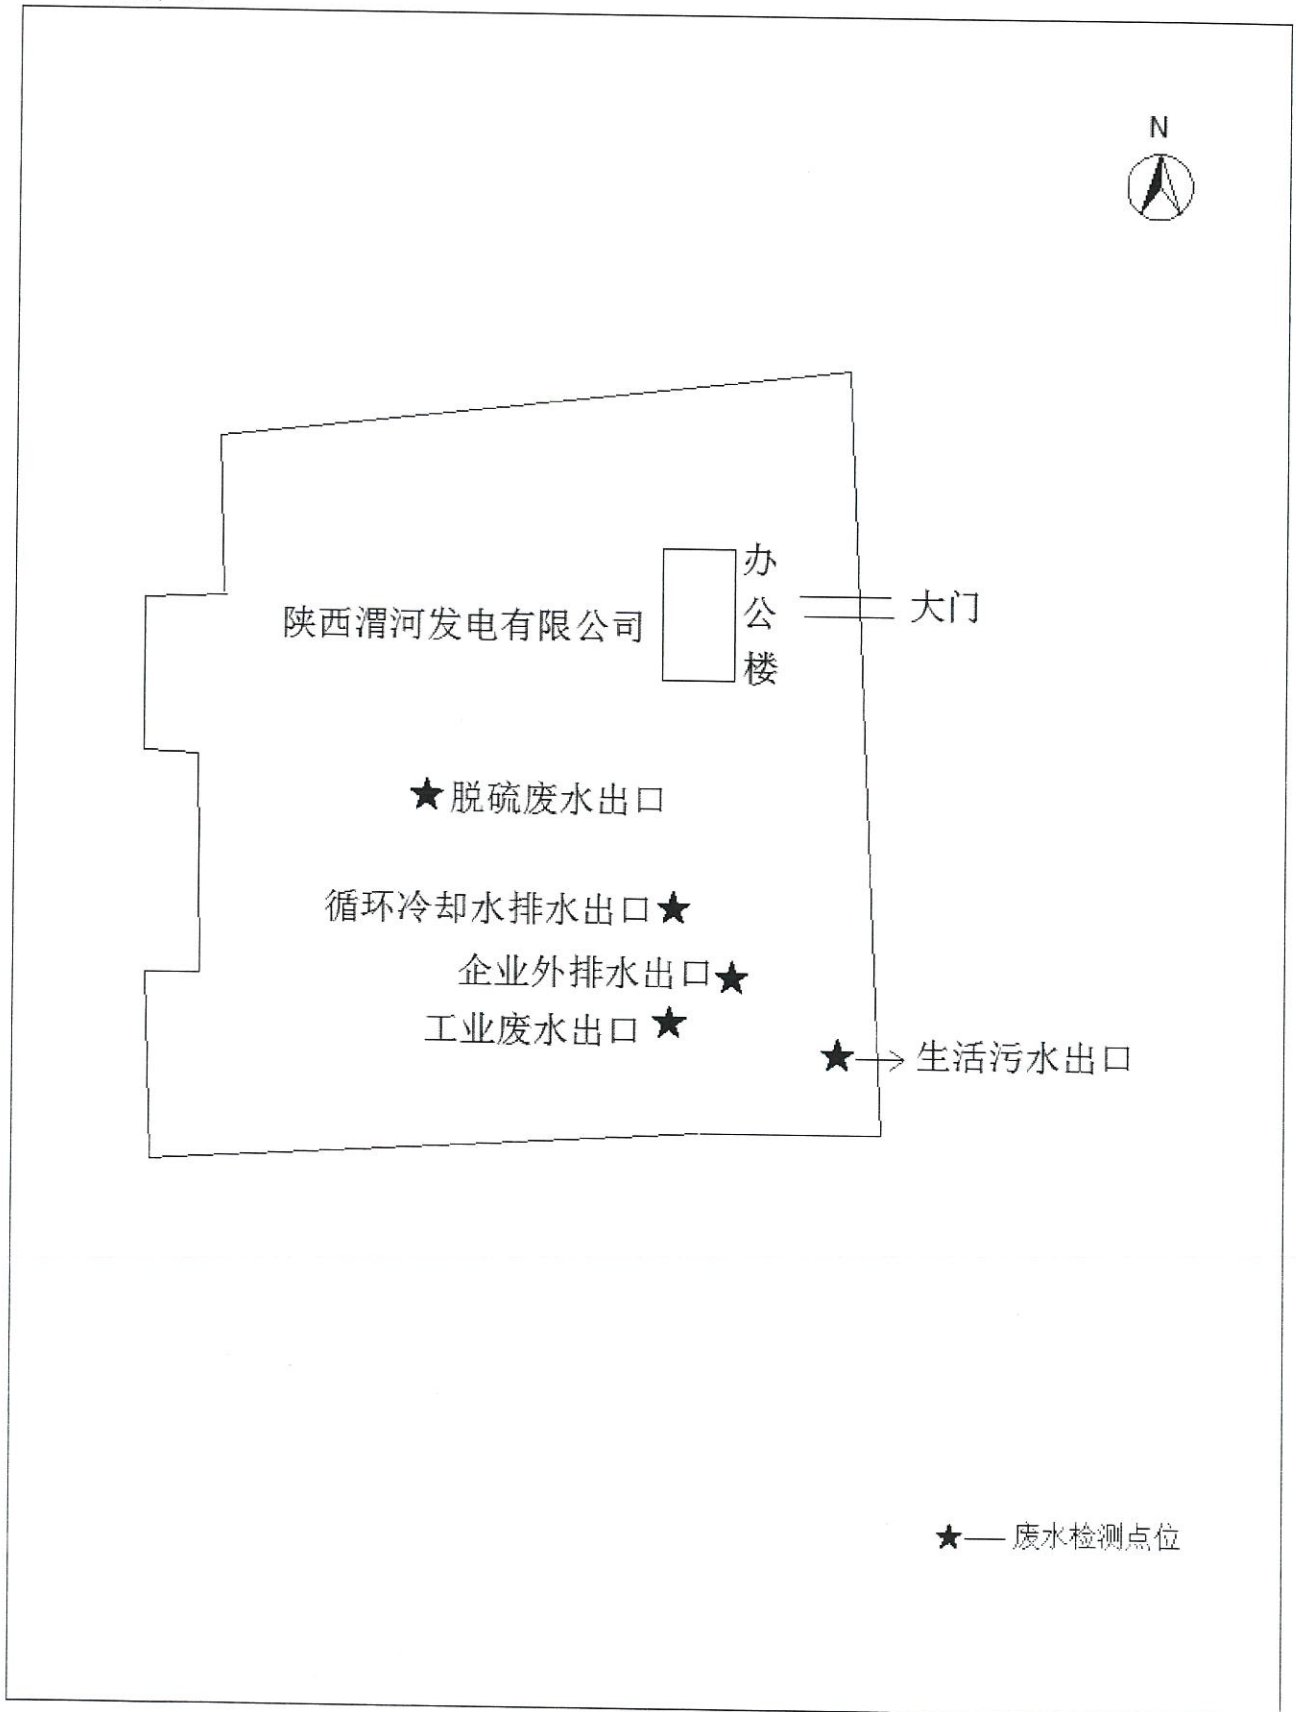 N
办公楼
陕西渭河发电有限公司
大门
★脱硫废水出口
循环冷却水排水出口★
企业外排水出口★
工业废水出口★
★→生活污水出口
★—废水检测点位